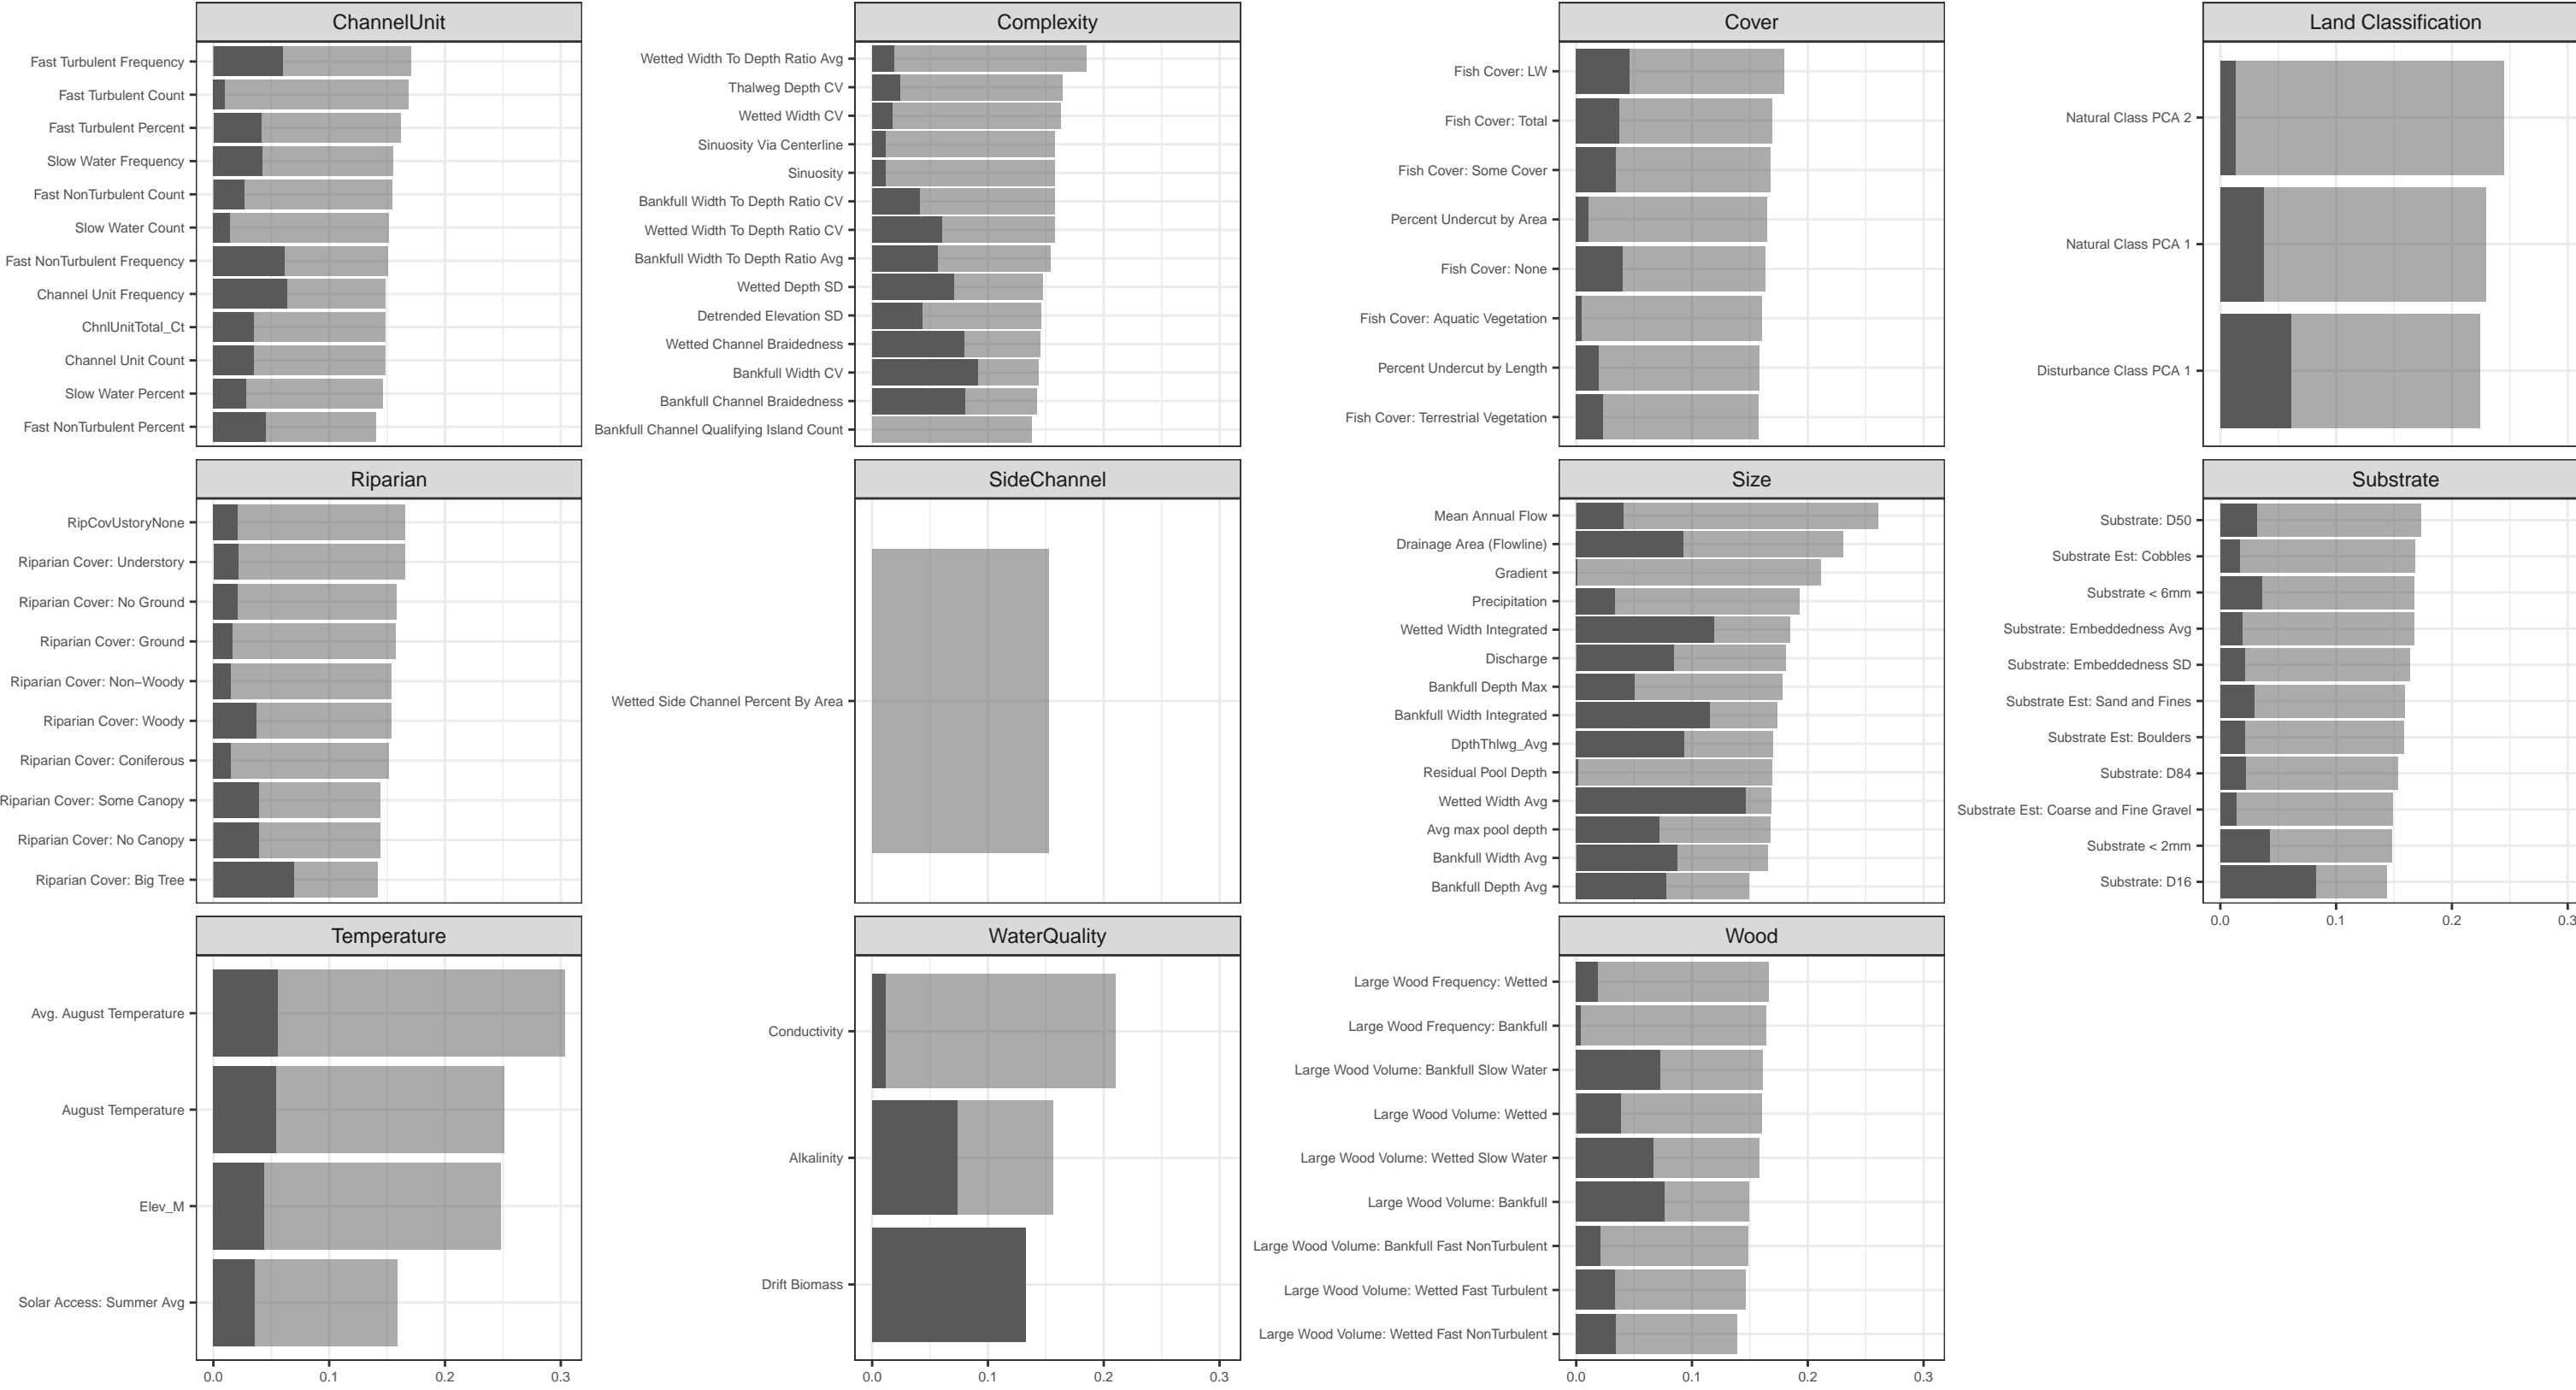 ChannelUnit
Fast Turbulent Frequency
Fast Turbulent Count
Fast Turbulent Percent
Slow Water Frequency
Fast NonTurbulent Count
Slow Water Count
Fast NonTurbulent Frequency
Channel Unit Frequency
ChnlUnitTotal_Ct
Channel Unit Count
Slow Water Percent
Fast NonTurbulent Percent
Complexity
Wetted Width To Depth Ratio Avg
Thalweg Depth CV
Wetted Width CV
Sinuosity Via Centerline
Sinuosity
Bankfull Width To Depth Ratio CV
Wetted Width To Depth Ratio CV
Bankfull Width To Depth Ratio Avg
Wetted Depth SD
Detrended Elevation SD
Wetted Channel Braidedness
Bankfull Width CV
Bankfull Channel Braidedness
Bankfull Channel Qualifying Island Count
Cover
Fish Cover: LW
Fish Cover: Total
Fish Cover: Some Cover
Percent Undercut by Area
Fish Cover: None
Fish Cover: Aquatic Vegetation
Percent Undercut by Length
Fish Cover: Terrestrial Vegetation
Land Classification
Natural Class PCA 2
Natural Class PCA 1
Disturbance Class PCA 1
Riparian
RipCovUstoryNone
Riparian Cover: Understory
Riparian Cover: No Ground
Riparian Cover: Ground
Riparian Cover: Non−Woody
Riparian Cover: Woody
Riparian Cover: Coniferous
Riparian Cover: Some Canopy
Riparian Cover: No Canopy
Riparian Cover: Big Tree
SideChannel
Wetted Side Channel Percent By Area
Size
Mean Annual Flow
Drainage Area (Flowline)
Gradient
Precipitation
Wetted Width Integrated
Discharge
Bankfull Depth Max
Bankfull Width Integrated
DpthThlwg_Avg
Residual Pool Depth
Wetted Width Avg
Avg max pool depth
Bankfull Width Avg
Bankfull Depth Avg
Substrate
Substrate: D50
Substrate Est: Cobbles
Substrate < 6mm
Substrate: Embeddedness Avg
Substrate: Embeddedness SD
Substrate Est: Sand and Fines
Substrate Est: Boulders
Substrate: D84
Substrate Est: Coarse and Fine Gravel
Substrate < 2mm
Substrate: D16
0.0 0.1 0.2 0.3
Temperature
Avg. August Temperature
August Temperature
Elev_M
Solar Access: Summer Avg
0.0 0.1 0.2 0.3
WaterQuality
Conductivity
Alkalinity
Drift Biomass
0.0 0.1 0.2 0.3
Wood
Large Wood Frequency: Wetted
Large Wood Frequency: Bankfull
Large Wood Volume: Bankfull Slow Water
Large Wood Volume: Wetted
Large Wood Volume: Wetted Slow Water
Large Wood Volume: Bankfull
Large Wood Volume: Bankfull Fast NonTurbulent
Large Wood Volume: Wetted Fast Turbulent
Large Wood Volume: Wetted Fast NonTurbulent
0.0 0.1 0.2 0.3